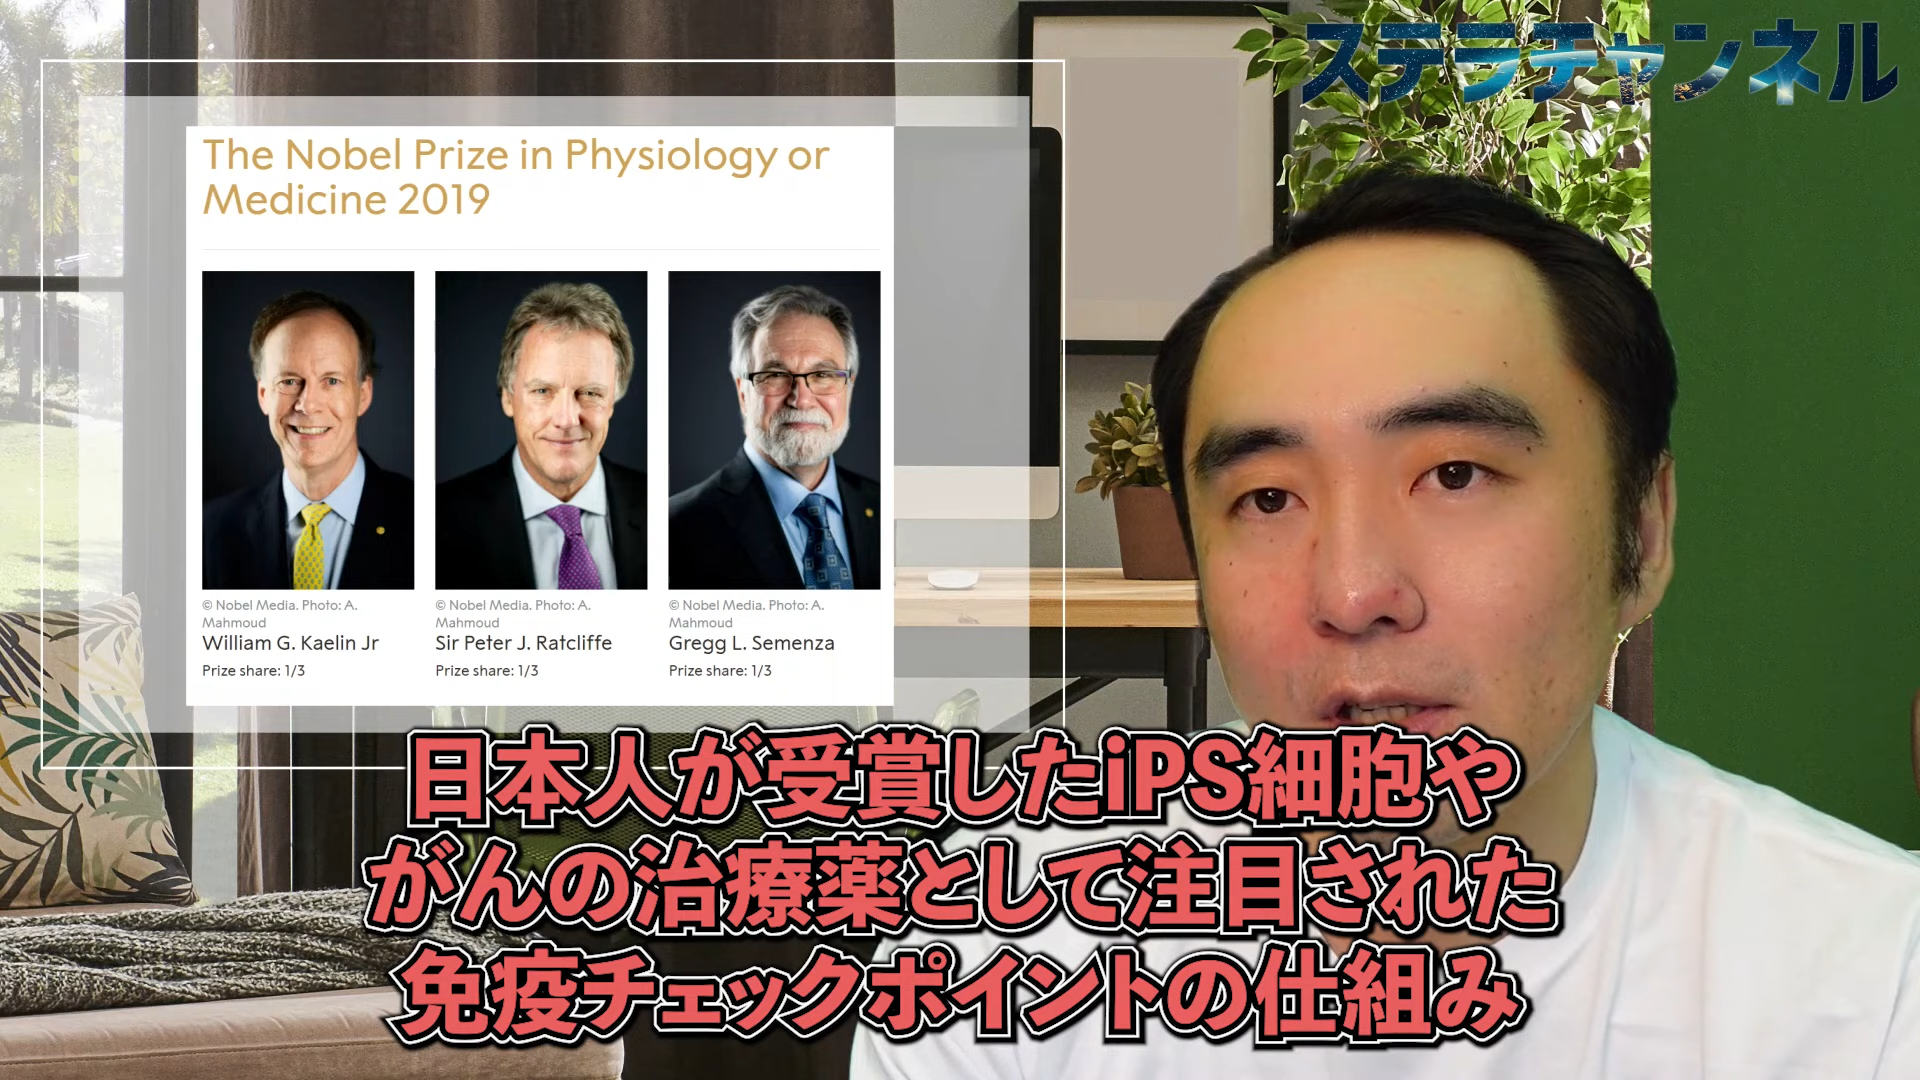 ステラチャンネル
The Nobel Prize in Physiology or
Medicine 2019
© Nobel Media. Photo: A.
Mahmoud
William G. Kaelin Jr
Prize share: 1/3
© Nobel Media. Photo: A.
Mahmoud
Sir Peter J. Ratcliffe
Prize share: 1/3
© Nobel Media. Photo: A.
Mahmoud
Gregg L. Semenza
Prize share: 1/3
日本人が受賞したiPS細胞や
がんの治療薬として注目された
免疫チェックポイントの仕組み